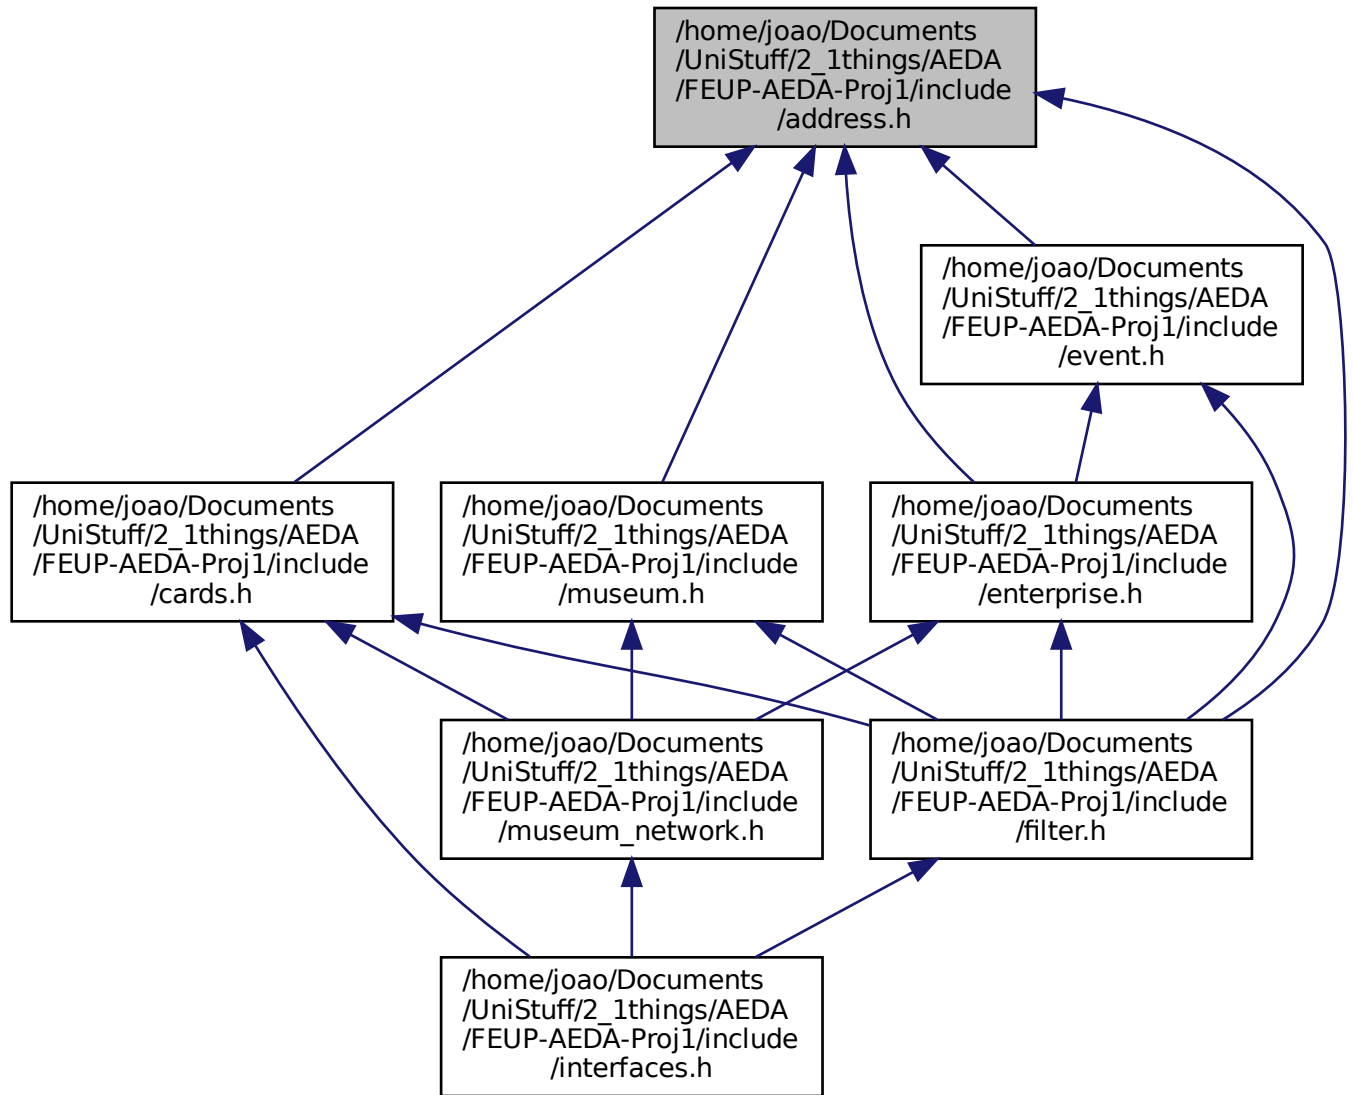 /home/joao/Documents
/UniStuff/2_1things/AEDA
/FEUP-AEDA-Proj1/include
/address.h
/home/joao/Documents
/UniStuff/2_1things/AEDA
/FEUP-AEDA-Proj1/include
/event.h
/home/joao/Documents
/UniStuff/2_1things/AEDA
/FEUP-AEDA-Proj1/include
/cards.h
/home/joao/Documents
/UniStuff/2_1things/AEDA
/FEUP-AEDA-Proj1/include
/museum.h
/home/joao/Documents
/UniStuff/2_1things/AEDA
/FEUP-AEDA-Proj1/include
/enterprise.h
/home/joao/Documents
/UniStuff/2_1things/AEDA
/FEUP-AEDA-Proj1/include
/museum_network.h
/home/joao/Documents
/UniStuff/2_1things/AEDA
/FEUP-AEDA-Proj1/include
/filter.h
/home/joao/Documents
/UniStuff/2_1things/AEDA
/FEUP-AEDA-Proj1/include
/interfaces.h